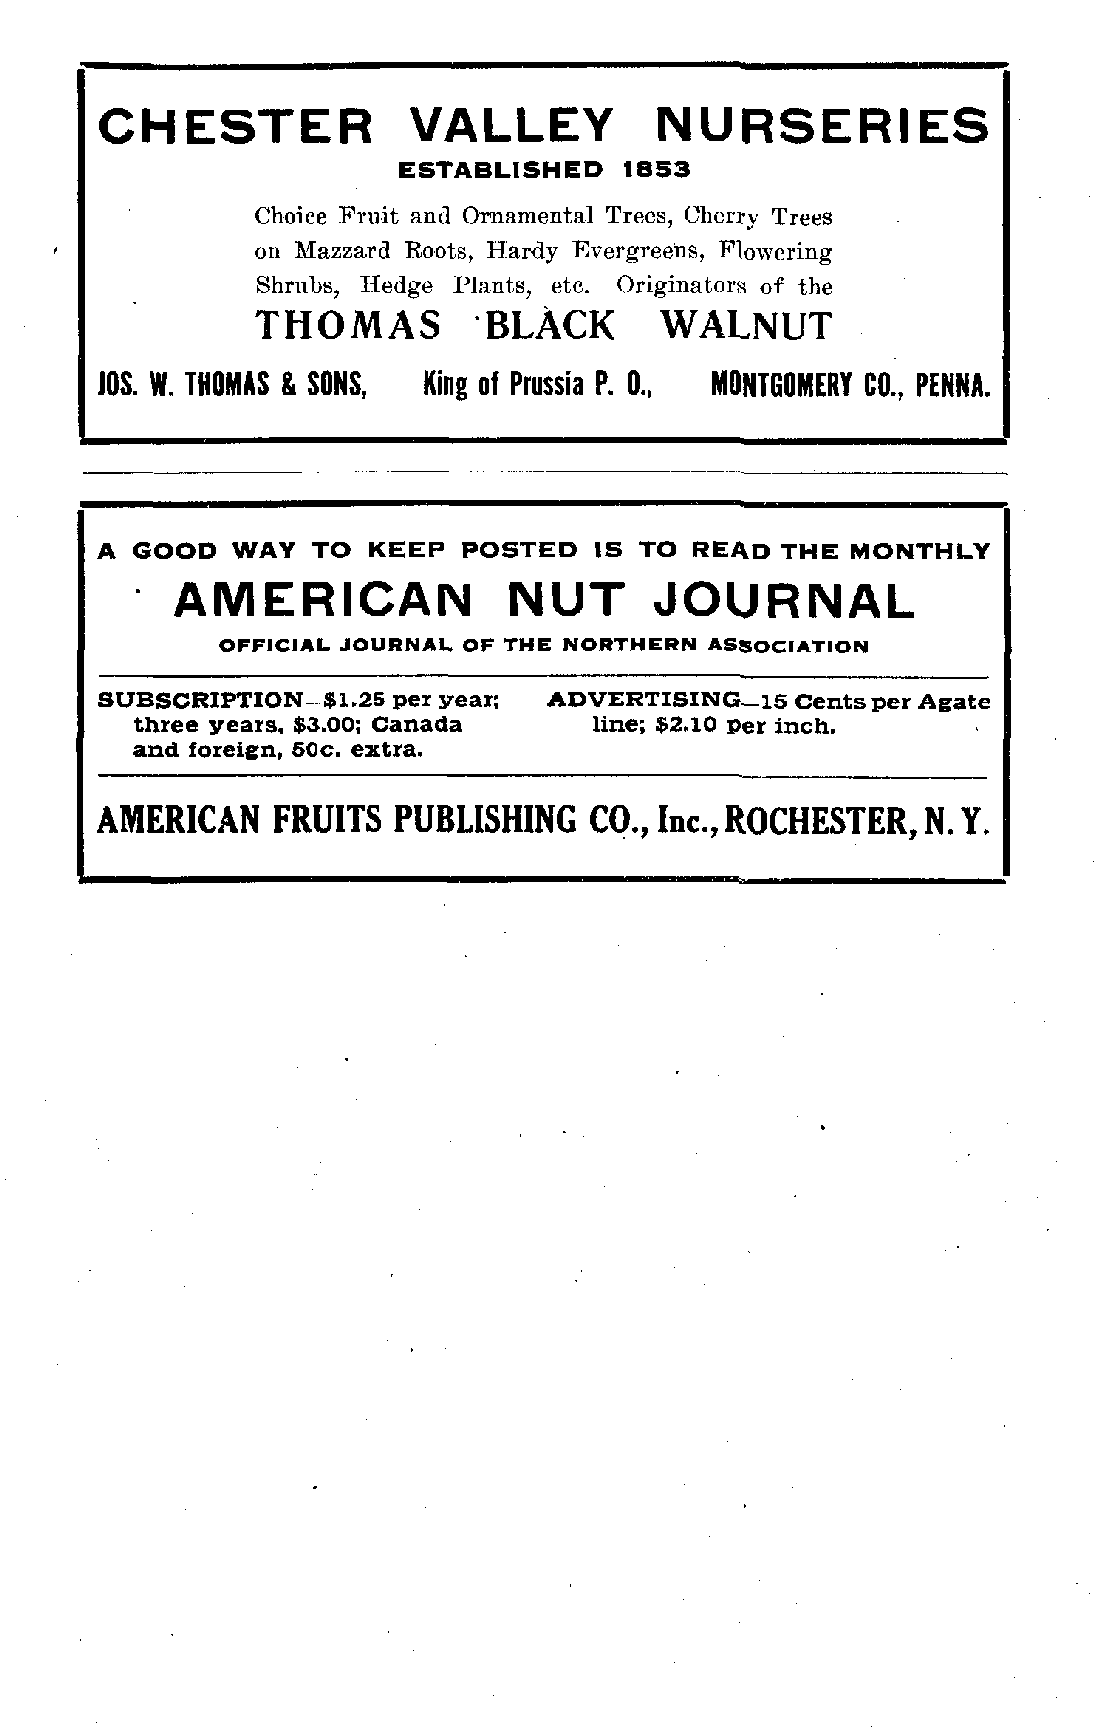 CHESTER VALLEY NURSERIES
ESTABLISHED 1853
Choice Fruit and Ornamental Trees, Cherry Trees
on Mazzard Roots, Hardy Evergreens, Flowering
Shrubs, Hedge Plants, etc. Originators of the
THOMAS BLACK WALNUT
JOS. W. THOMAS & SONS, King of Prussia P. O., MONTGOMERY CO., PENNA.
A GOOD WAY TO KEEP POSTED IS TO READ THE MONTHLY
AMERICAN NUT JOURNAL
OFFICIAL JOURNAL OF THE NORTHERN ASSOCIATION
SUBSCRIPTION—$1.25 per year;
three years, $3.00; Canada
and foreign, 50c. extra.
ADVERTISING—15 Cents per Agate
line; $2.10 per inch.
AMERICAN FRUITS PUBLISHING CO., Inc., ROCHESTER, N. Y.